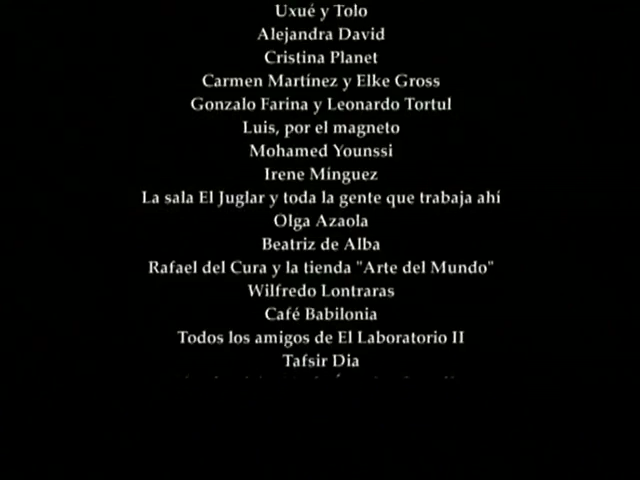 Uxué y Tolo
Alejandra David
Cristina Planet
Carmen Martínez y Elke Gross
Gonzalo Farina y Leonardo Tortul
Luis, por el magneto
Mohamed Younssi
Irene Mínguez
La sala El Juglar y toda la gente que trabaja ahí
Olga Azaola
Beatriz de Alba
Rafael del Cura y la tienda "Arte del Mundo"
Wilfredo Lontraras
Café Babilonia
Todos los amigos de El Laboratorio II
Tafsir Dia